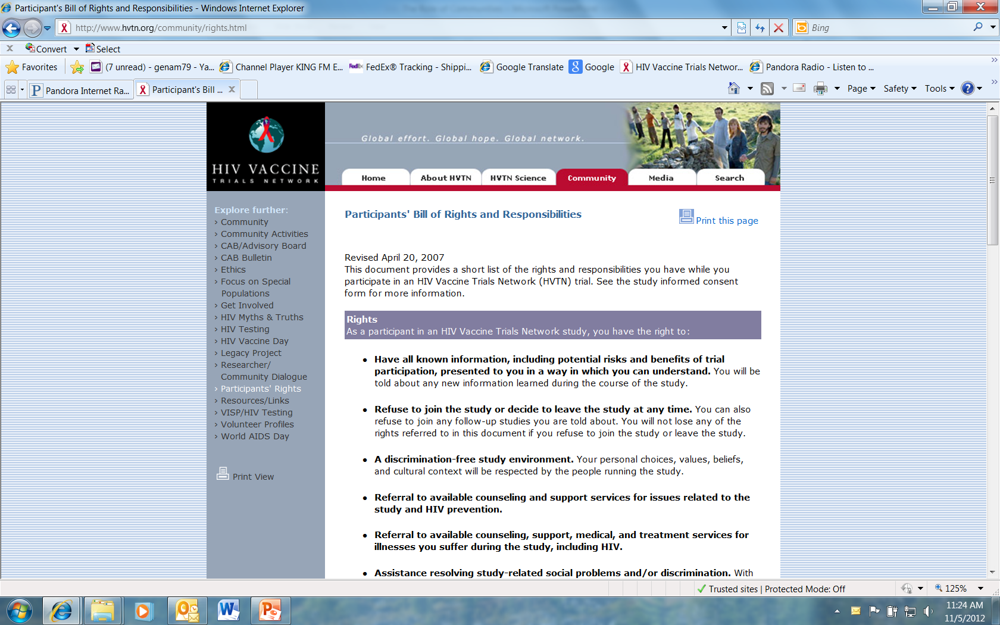 Participant's Bill of Rights and Responsibilities - Windows Internet Explorer
http://www.hvtn.org/community/rights.html
Bing
x Convert Select
Favorites
(7 unread) - genam79 - Ya...
Channel Player KING FM E...
FedEx FedEx® Tracking - Shippi...
Google Translate
g Google
HIV Vaccine Trials Networ...
Pandora Radio - Listen to ...
P Pandora Internet Ra...
Participant's Bill ...
Page
Safety
Tools
HIV VACCINE
TRIALS NETWORK
Global effort. Global hope. Global network.
Home
About HVTN
HVTN Science
Community
Media
Search
Explore further:
› Community
› Community Activities
› CAB/Advisory Board
› CAB Bulletin
› Ethics
› Focus on Special
Populations
› Get Involved
› HIV Myths & Truths
› HIV Testing
› HIV Vaccine Day
› Legacy Project
› Researcher/
Community Dialogue
› Participants' Rights
› Resources/Links
› VISP/HIV Testing
› Volunteer Profiles
› World AIDS Day
Print View
Participants' Bill of Rights and Responsibilities
Print this page
Revised April 20, 2007
This document provides a short list of the rights and responsibilities you have while you
participate in an HIV Vaccine Trials Network (HVTN) trial. See the study informed consent
form for more information.
Rights
As a participant in an HIV Vaccine Trials Network study, you have the right to:
• Have all known information, including potential risks and benefits of trial
participation, presented to you in a way in which you can understand. You will be
told about any new information learned during the course of the study.
• Refuse to join the study or decide to leave the study at any time. You can also
refuse to join any follow-up studies you are told about. You will not lose any of the
rights referred to in this document if you refuse to join the study or leave the study.
• A discrimination-free study environment. Your personal choices, values, beliefs,
and cultural context will be respected by the people running the study.
• Referral to available counseling and support services for issues related to the
study and HIV prevention.
• Referral to available counseling, support, medical, and treatment services for
illnesses you suffer during the study, including HIV.
• Assistance resolving study-related social problems and/or discrimination. With
Trusted sites | Protected Mode: Off
125%
11:24 AM
11/5/2012